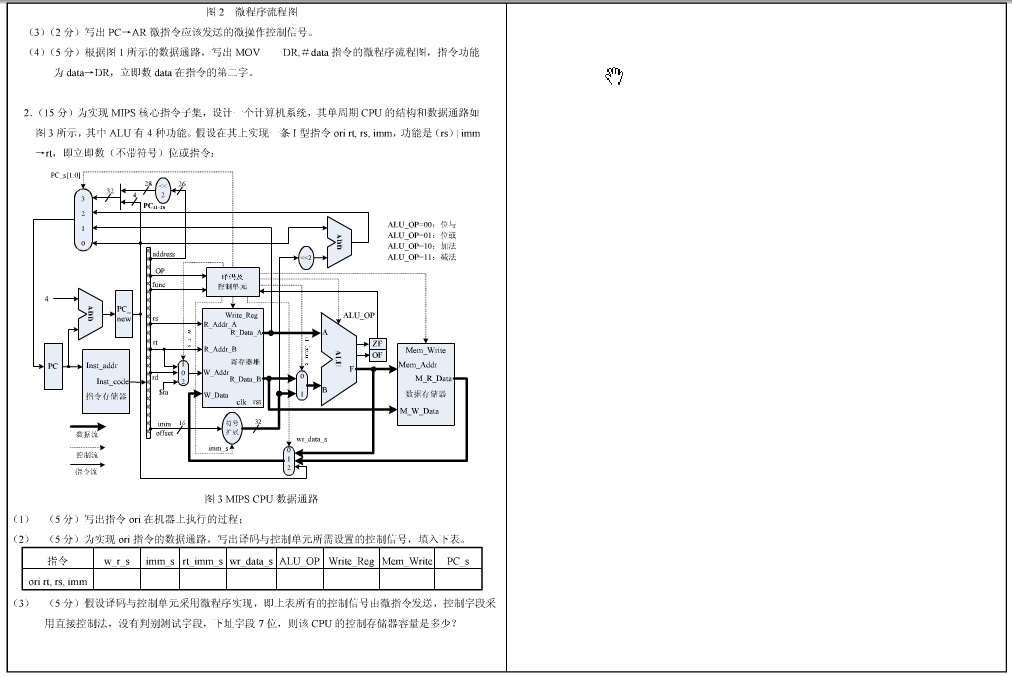 图 2 微程序流程图
（3）（2 分）写出 PC→AR 微指令应该发送的微操作控制信号。
（4）（5 分）根据图 1 所示的数据通路，写出 MOV DR,＃data 指令的微程序流程图，指令功能
为 data→DR，立即数 data 在指令的第二字。
2.（15 分）为实现 MIPS 核心指令子集，设计一个计算机系统，其单周期 CPU 的结构和数据通路如
图 3 所示，其中 ALU 有 4 种功能。假设在其上实现一条 I 型指令 ori rt, rs, imm，功能是（rs）| imm
→rt，即立即数（不带符号）位或指令：
PC_s[1:0]
32
28
<<
2
26
4
3
2
1
0
ADD
<<2
ALU_OP=00：位与
ALU_OP=01：位或
ALU_OP=10：加法
ALU_OP=11：减法
address
OP
func
译码及
控制单元
4
ADD
PC_
new
rs
rt
rd
Write_Reg
R_Addr_A
R_Data_A
R_Addr_B
寄存器堆
W_Addr
R_Data_B
W_Data
clk rst
1
0
2
$ra
ALU_OP
A
ALU
F
B
ZF
OF
0
1
Mem_Write
Mem_Addr
M_R_Data
数据存储器
M_W_Data
PC
Inst_addr
Inst_code
指令存储器
imm
offset
16
符号
扩展
32
imm_s
wr_data_s
0
1
2
数据流
控制流
指令流
图 3 MIPS CPU 数据通路
（1） （5 分）写出指令 ori 在机器上执行的过程；
（2） （5 分）为实现 ori 指令的数据通路，写出译码与控制单元所需设置的控制信号，填入下表。
指令 w_r_s imm_s rt_imm_s wr_data_s ALU_OP Write_Reg Mem_Write PC_s
ori rt, rs, imm
（3） （5 分）假设译码与控制单元采用微程序实现，即上表所有的控制信号由微指令发送，控制字段采
用直接控制法，没有判别测试字段，下址字段 7 位，则该 CPU 的控制存储器容量是多少？